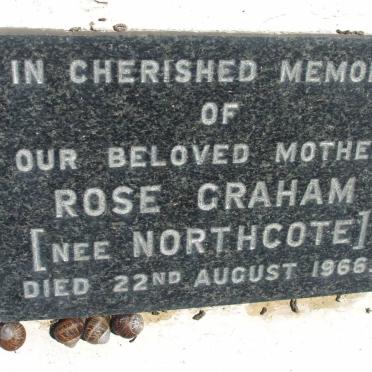 IN CHERISHED MEMO
OF
OUR BELOVED MOTHE
ROSE GRAHAM
[NEE NORTHCOTE]
DIED 22ND AUGUST 1966.